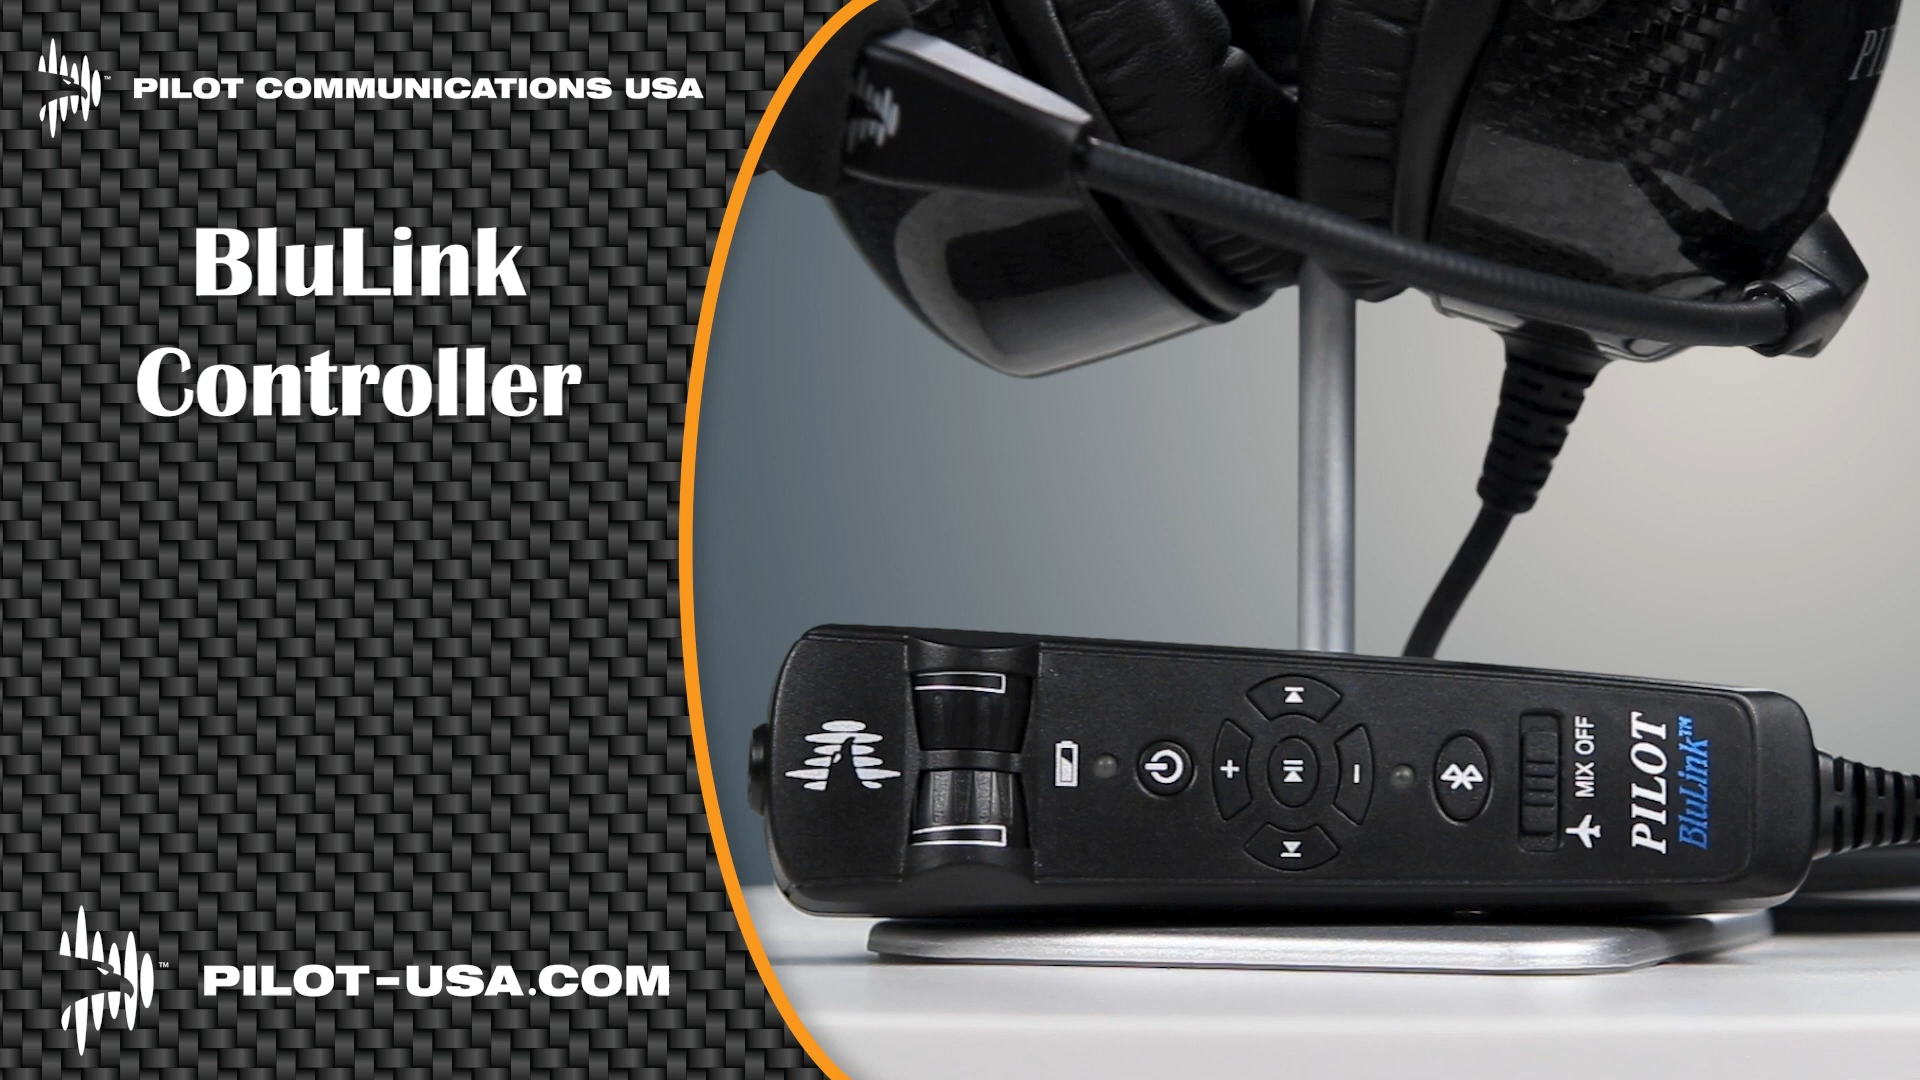 PILOT COMMUNICATIONS USA
BluLink
Controller
PILOT-USA.COM
MIX OFF
PILOT
BluLink™